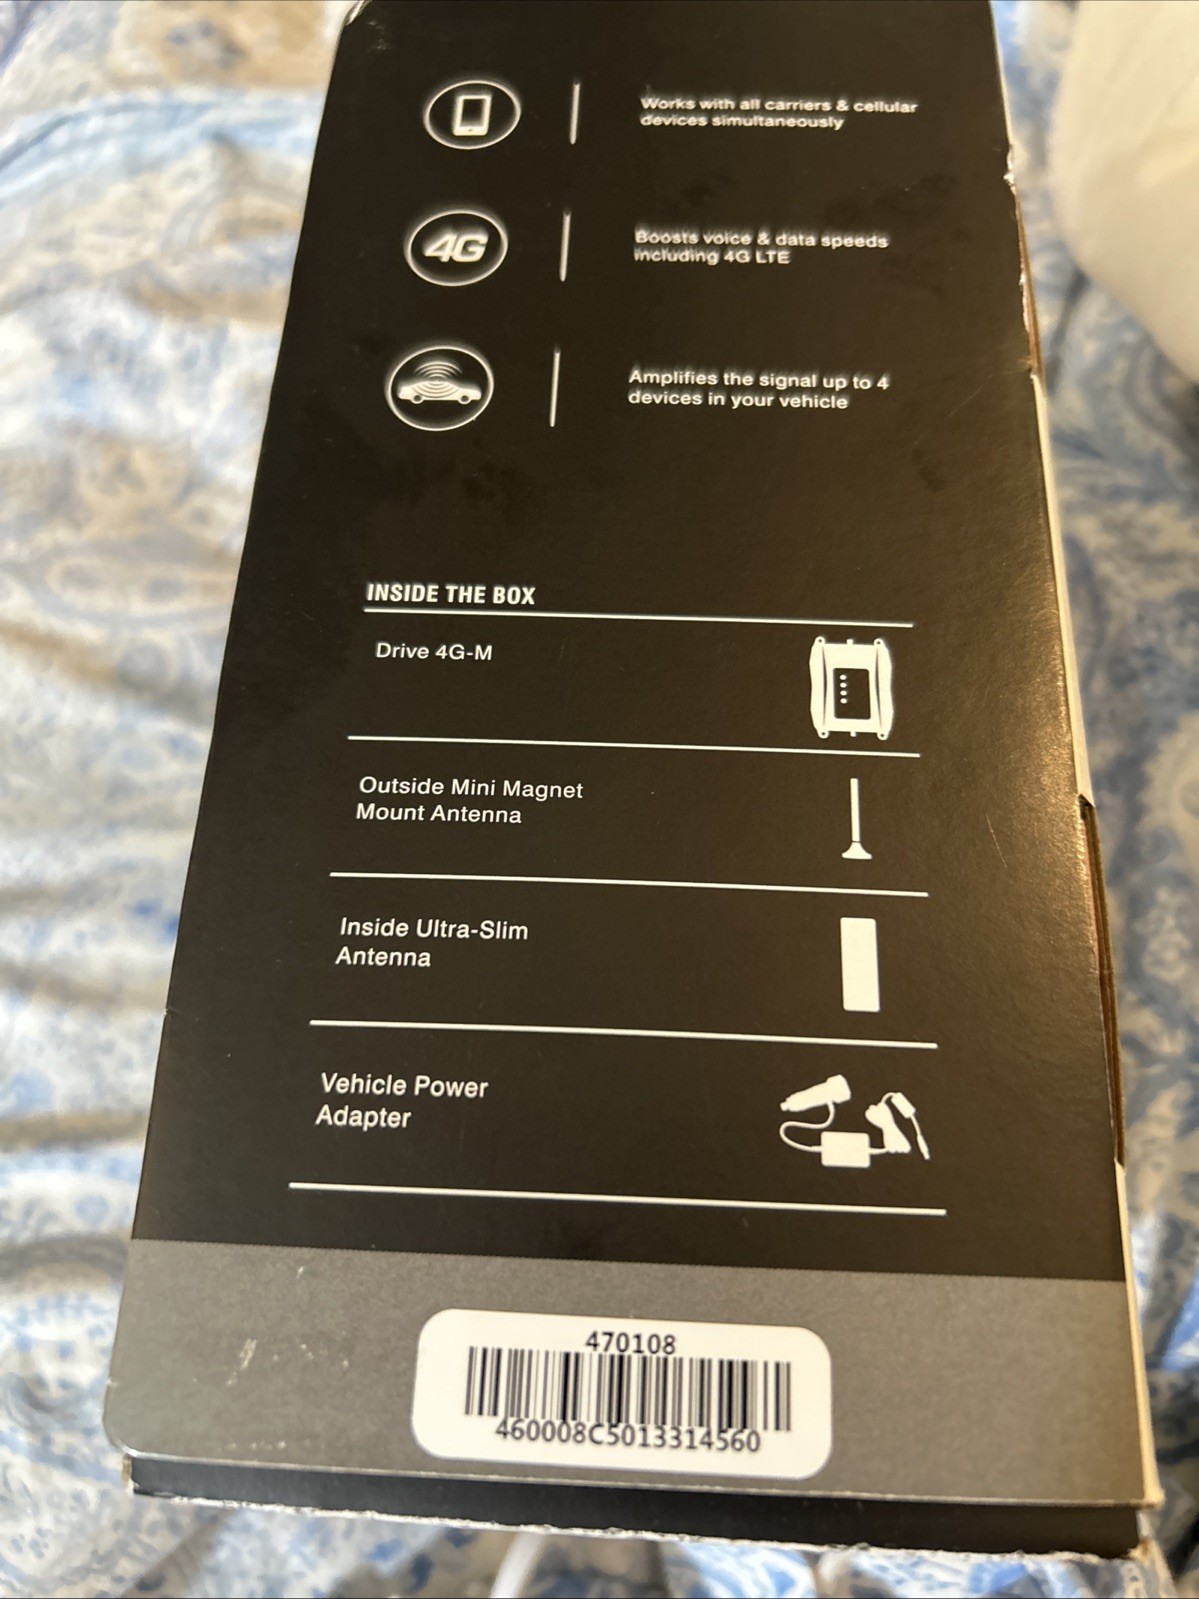 Works with all carriers & cellular
devices simultaneously
4G
Boosts voice & data speeds
including 4G LTE
Amplifies the signal up to 4
devices in your vehicle
INSIDE THE BOX
Drive 4G-M
Outside Mini Magnet
Mount Antenna
Inside Ultra-Slim
Antenna
Vehicle Power
Adapter
470108
460008C5013314560